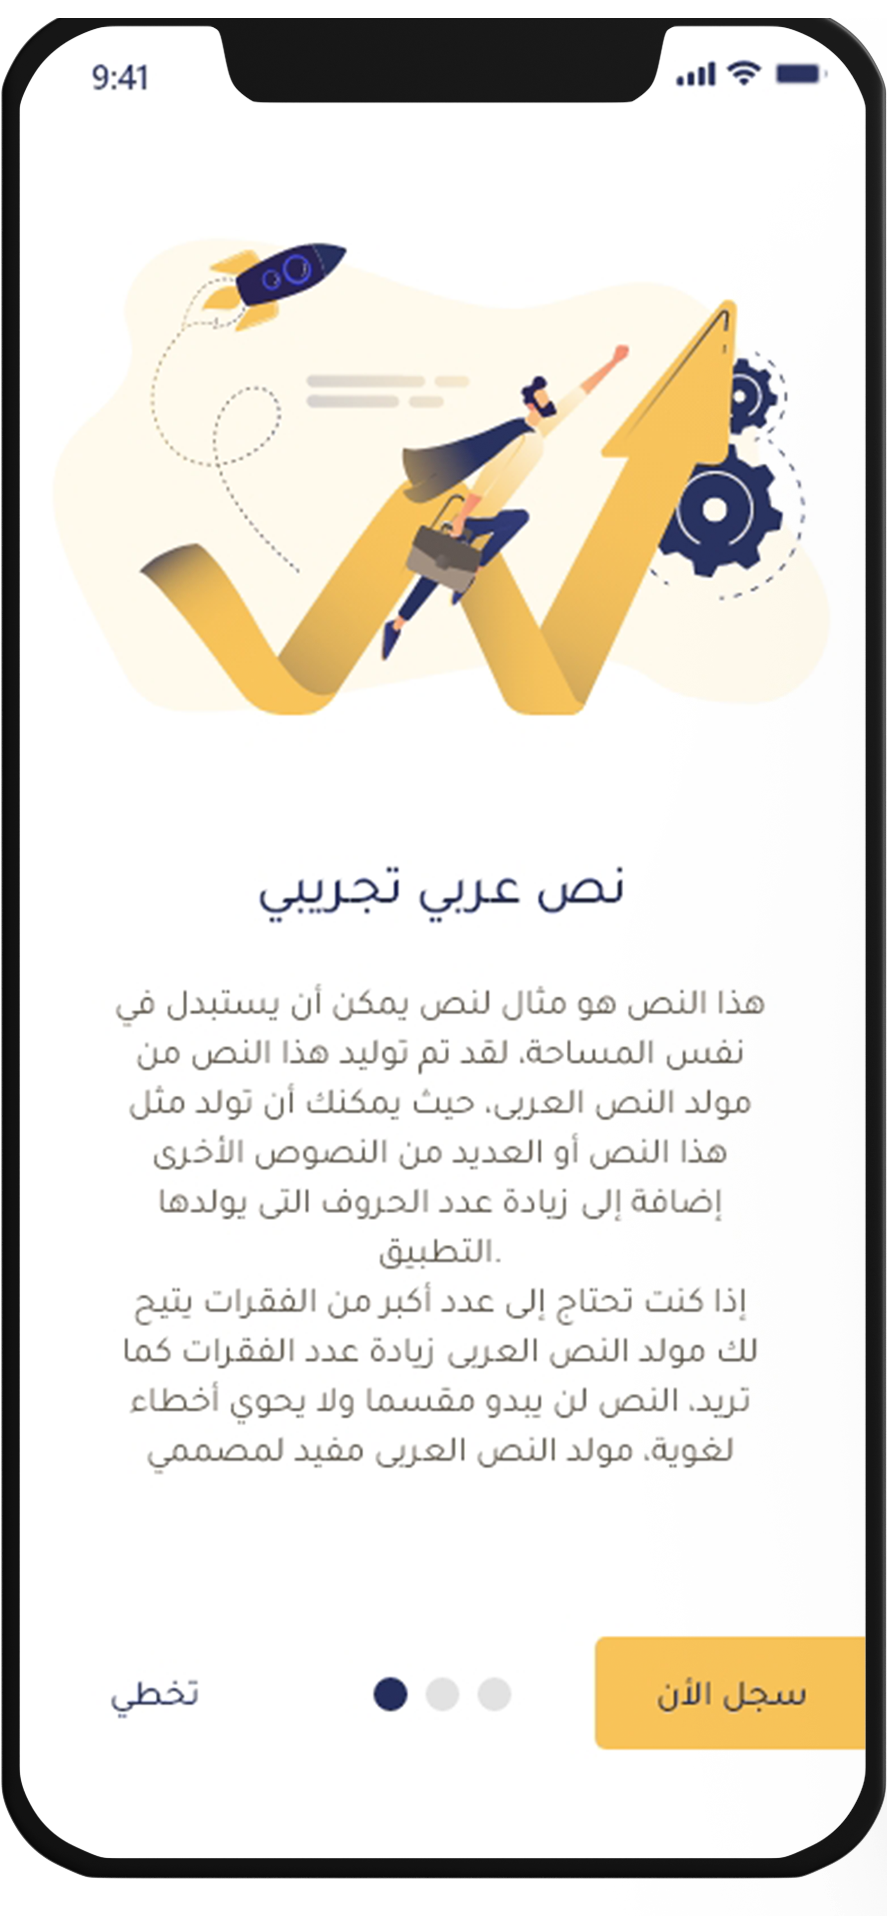 9:41
نص عربي تجريبي
هذا النص هو مثال لنص يمكن أن يستبدل في
نفس المساحة، لقد تم توليد هذا النص من
مولد النص العربى، حيث يمكنك أن تولد مثل
هذا النص أو العديد من النصوص الأخرى
إضافة إلى زيادة عدد الحروف التى يولدها
التطبيق.
إذا كنت تحتاج إلى عدد أكبر من الفقرات يتيح
لك مولد النص العربى زيادة عدد الفقرات كما
تريد، النص لن يبدو مقسما ولا يحوي أخطاء
لغوية، مولد النص العربى مفيد لمصممي
سجل الأن
تخطي